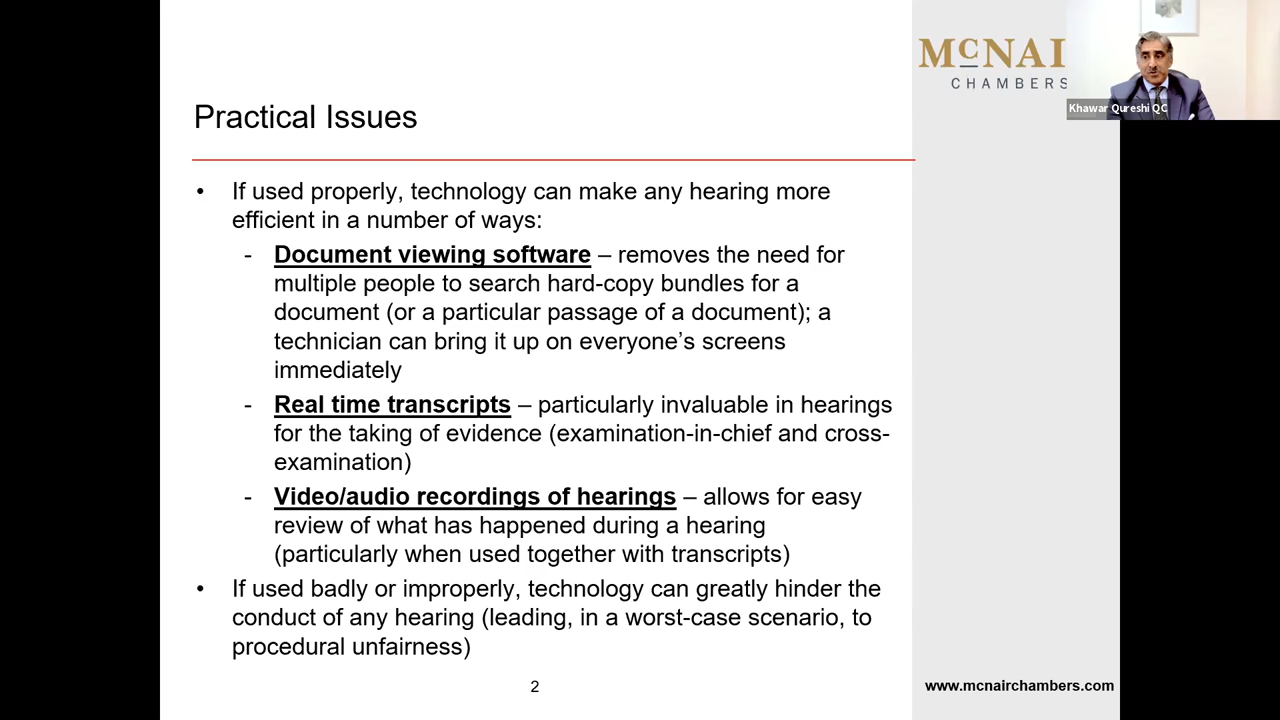 McNAI
CHAMBERS
Khawar Qureshi QC
Practical Issues
• If used properly, technology can make any hearing more
efficient in a number of ways:
- Document viewing software – removes the need for
multiple people to search hard-copy bundles for a
document (or a particular passage of a document); a
technician can bring it up on everyone’s screens
immediately
- Real time transcripts – particularly invaluable in hearings
for the taking of evidence (examination-in-chief and cross-
examination)
- Video/audio recordings of hearings – allows for easy
review of what has happened during a hearing
(particularly when used together with transcripts)
• If used badly or improperly, technology can greatly hinder the
conduct of any hearing (leading, in a worst-case scenario, to
procedural unfairness)
2
www.mcnairchambers.com